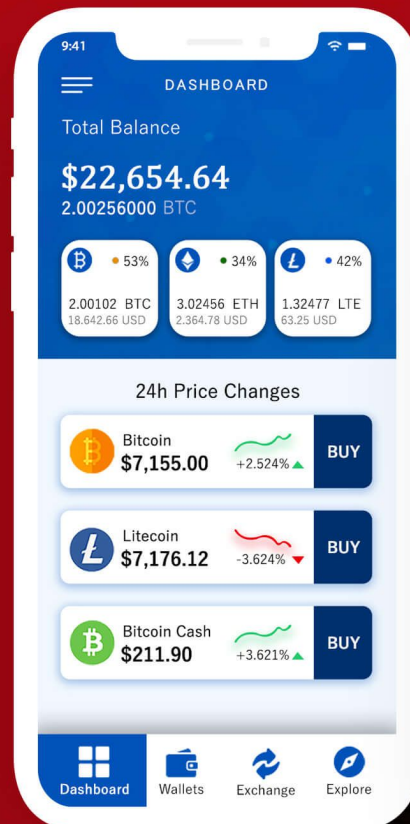 9:41
DASHBOARD
Total Balance
$22,654.64
2.00256000 BTC
53%
2.00102 BTC
18.642.66 USD
34%
3.02456 ETH
2.364.78 USD
42%
1.32477 LTE
63.25 USD
24h Price Changes
Bitcoin
$7,155.00
+2.524%
BUY
Litecoin
$7,176.12
-3.624%
BUY
Bitcoin Cash
$211.90
+3.621%
BUY
Dashboard
Wallets
Exchange
Explore